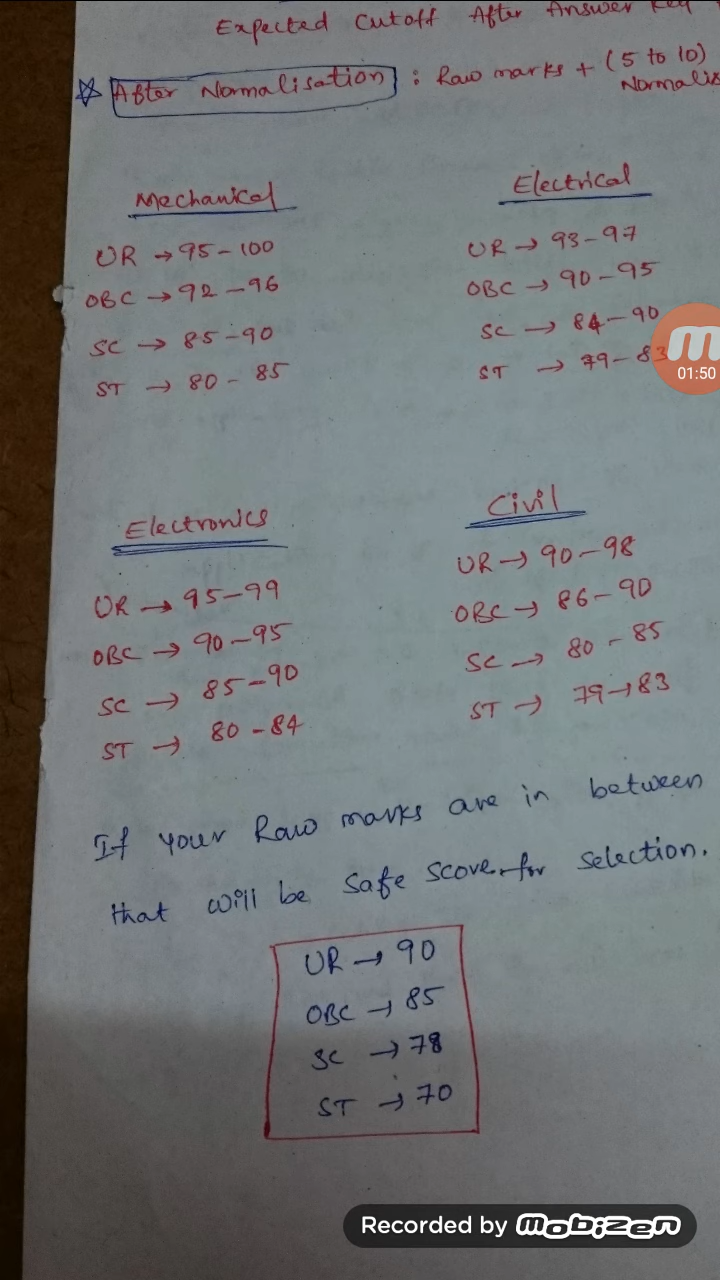 Expected Cutoff After Answer Key
After Normalisation : Raw marks + (5 to 10)
Mechanical
UR → 95-100
OBC → 92-96
SC → 85-90
ST → 80-85
Electrical
UR → 93-97
OBC → 90-95
SC → 84-90
ST → 79-83
01:50
Electronics
UR → 95-99
OBC → 90-95
SC → 85-90
ST → 80-84
Civil
UR → 90-98
OBC → 86-90
SC → 80-85
ST → 79→83
If your Raw marks are in between
that will be safe score for selection.
UR → 90
OBC → 85
SC → 78
ST → 70
Recorded by mobizen